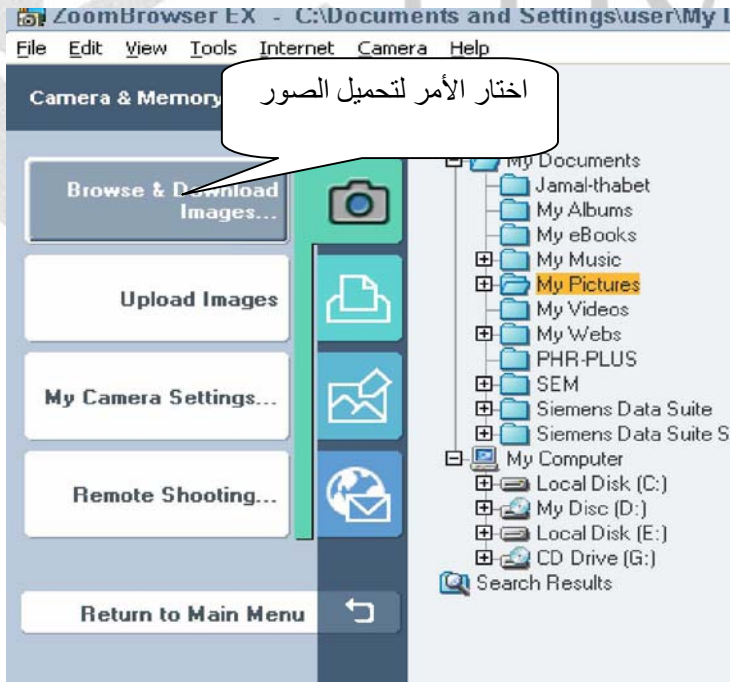 ZoomBrowser EX - C:\Documents and Settings\user\My
File Edit View Tools Internet Camera Help
Camera & Memory
اختار الأمر لتحميل الصور
Browse & Download
Images...
Upload Images
My Camera Settings...
Remote Shooting...
Return to Main Menu
My Documents
Jamal-thabet
My Albums
My eBooks
My Music
My Pictures
My Videos
My Webs
PHR-PLUS
SEM
Siemens Data Suite
Siemens Data Suite S
My Computer
Local Disk (C:)
My Disc (D:)
Local Disk (E:)
CD Drive (G:)
Search Results